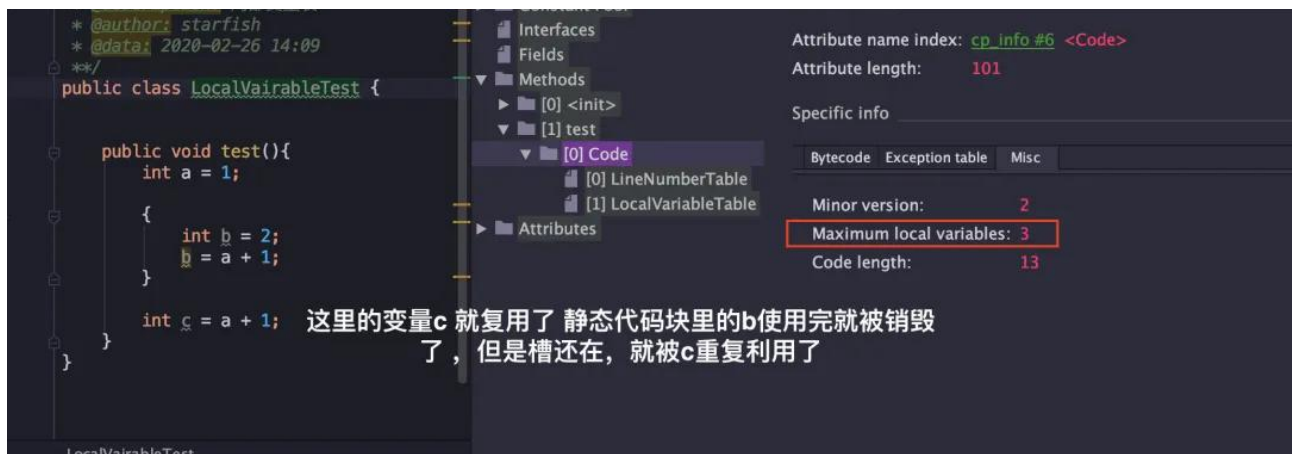 * @author: starfish
* @data: 2020-02-26 14:09
**/
public class LocalVairableTest {
public void test(){
int a = 1;
{
int b = 2;
b = a + 1;
}
int c = a + 1;
}
}
Interfaces
Fields
Methods
[0] <init>
[1] test
[0] Code
[0] LineNumberTable
[1] LocalVariableTable
Attributes
Attribute name index: cp_info #6 <Code>
Attribute length: 101
Specific info
Bytecode Exception table Misc
Minor version: 2
Maximum local variables: 3
Code length: 13
这里的变量c 就复用了 静态代码块里的b使用完就被销毁
了 ，但是槽还在，就被c重复利用了